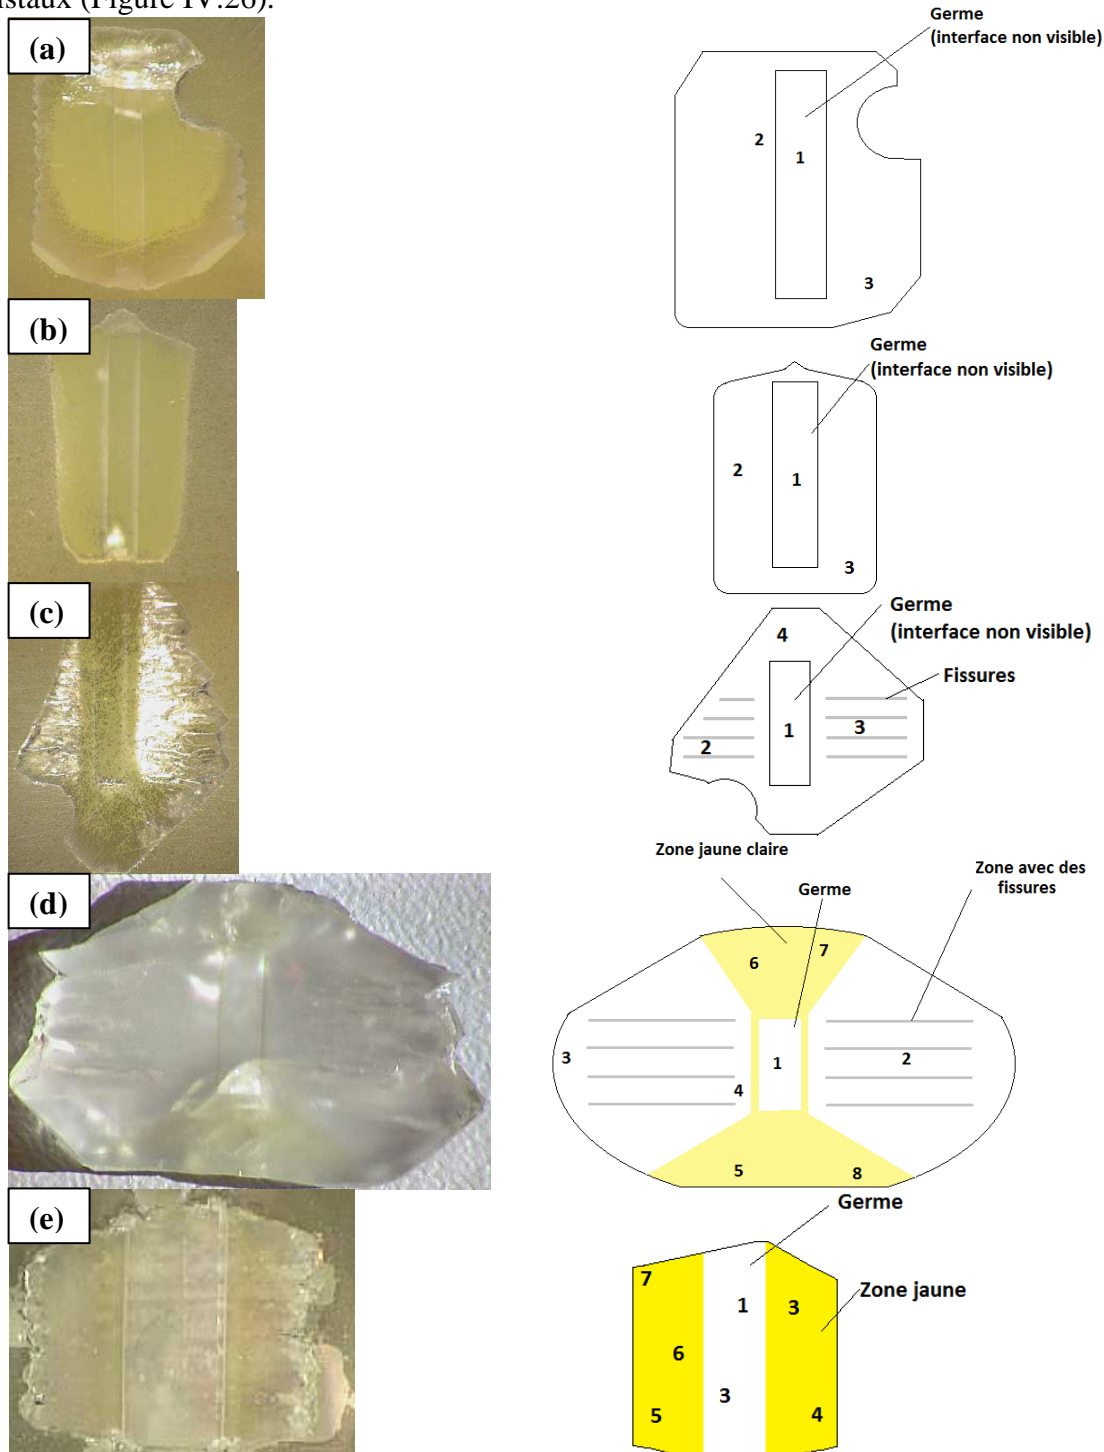 istaux (Figure IV.26).
(a)
Germe
(interface non visible)
2
1
3
(b)
Germe
(interface non visible)
2
1
3
(c)
Germe
(interface non visible)
4
Fissures
1
3
2
Zone jaune claire
Zone avec des
fissures
(d)
Germe
7
6
3
1
2
4
5
8
(e)
Germe
7
1
3
Zone jaune
6
3
5
4